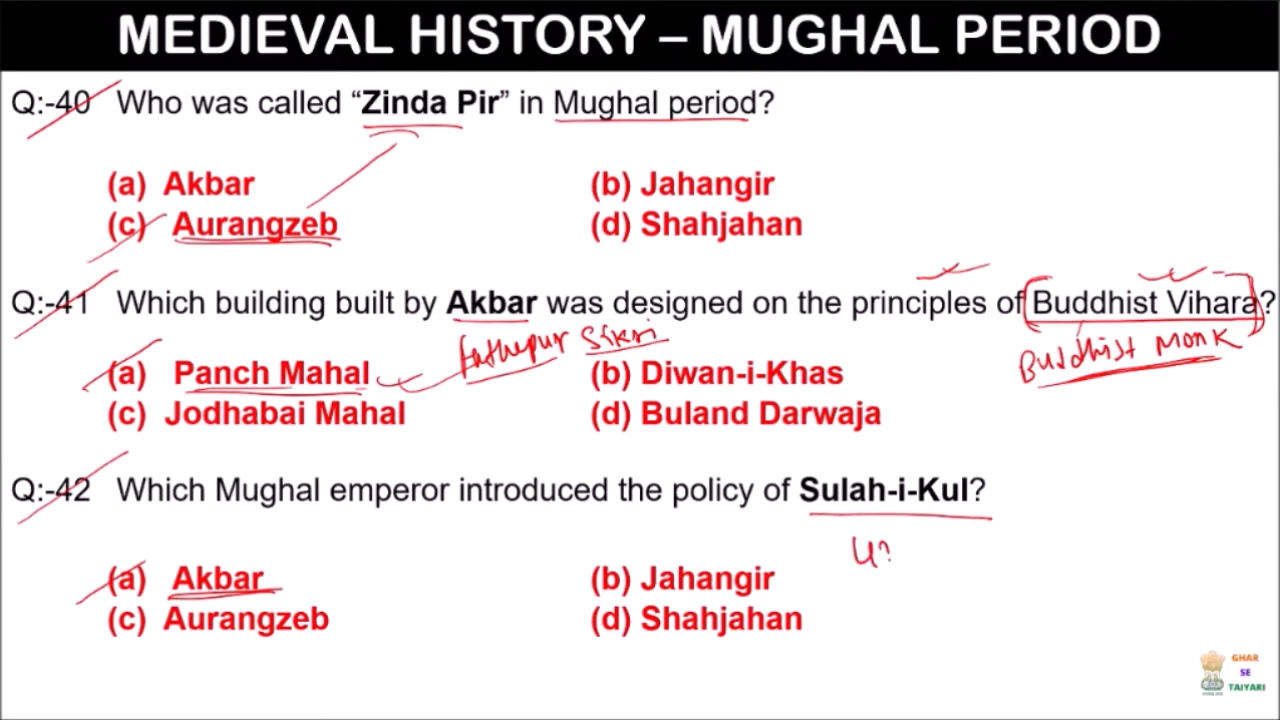 MEDIEVAL HISTORY – MUGHAL PERIOD
Q:-40 Who was called “Zinda Pir” in Mughal period?
(a) Akbar (b) Jahangir
(c) Aurangzeb (d) Shahjahan
Q:-41 Which building built by Akbar was designed on the principles of Buddhist Vihara?
Fathepur Sikri
Buddhist Monk
(a) Panch Mahal (b) Diwan-i-Khas
(c) Jodhabai Mahal (d) Buland Darwaja
Q:-42 Which Mughal emperor introduced the policy of Sulah-i-Kul?
(a) Akbar (b) Jahangir
(c) Aurangzeb (d) Shahjahan
GHAR
SE
TAIYARI